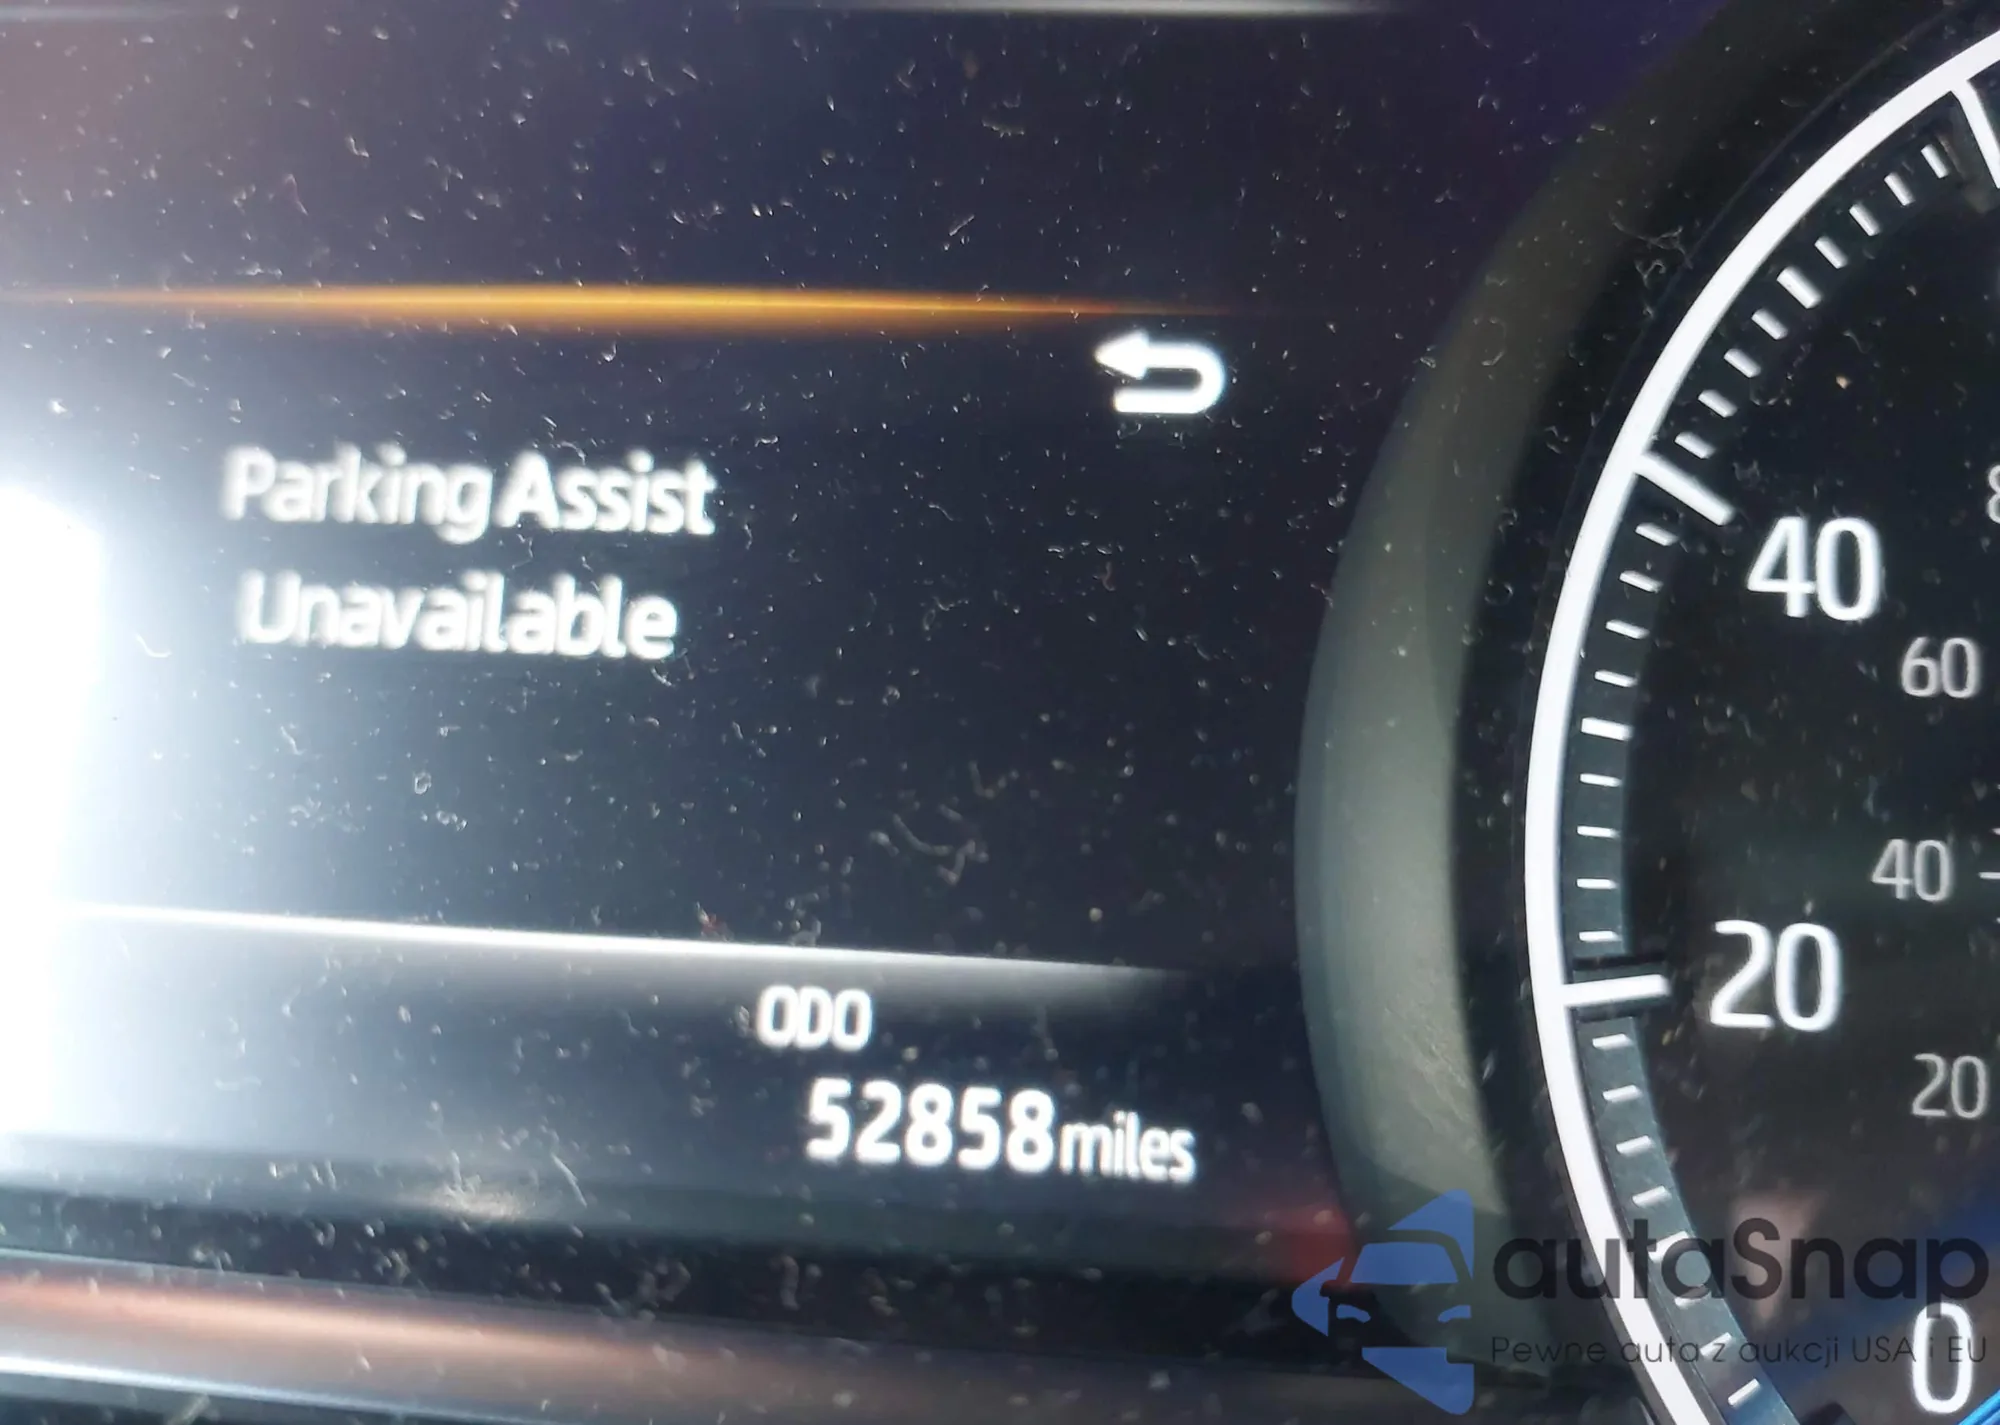 Parking Assist
Unavailable
ODO
52858 miles
40
60
40
20
20
0
autaSnap
Pewne auta z aukcji USA i EU